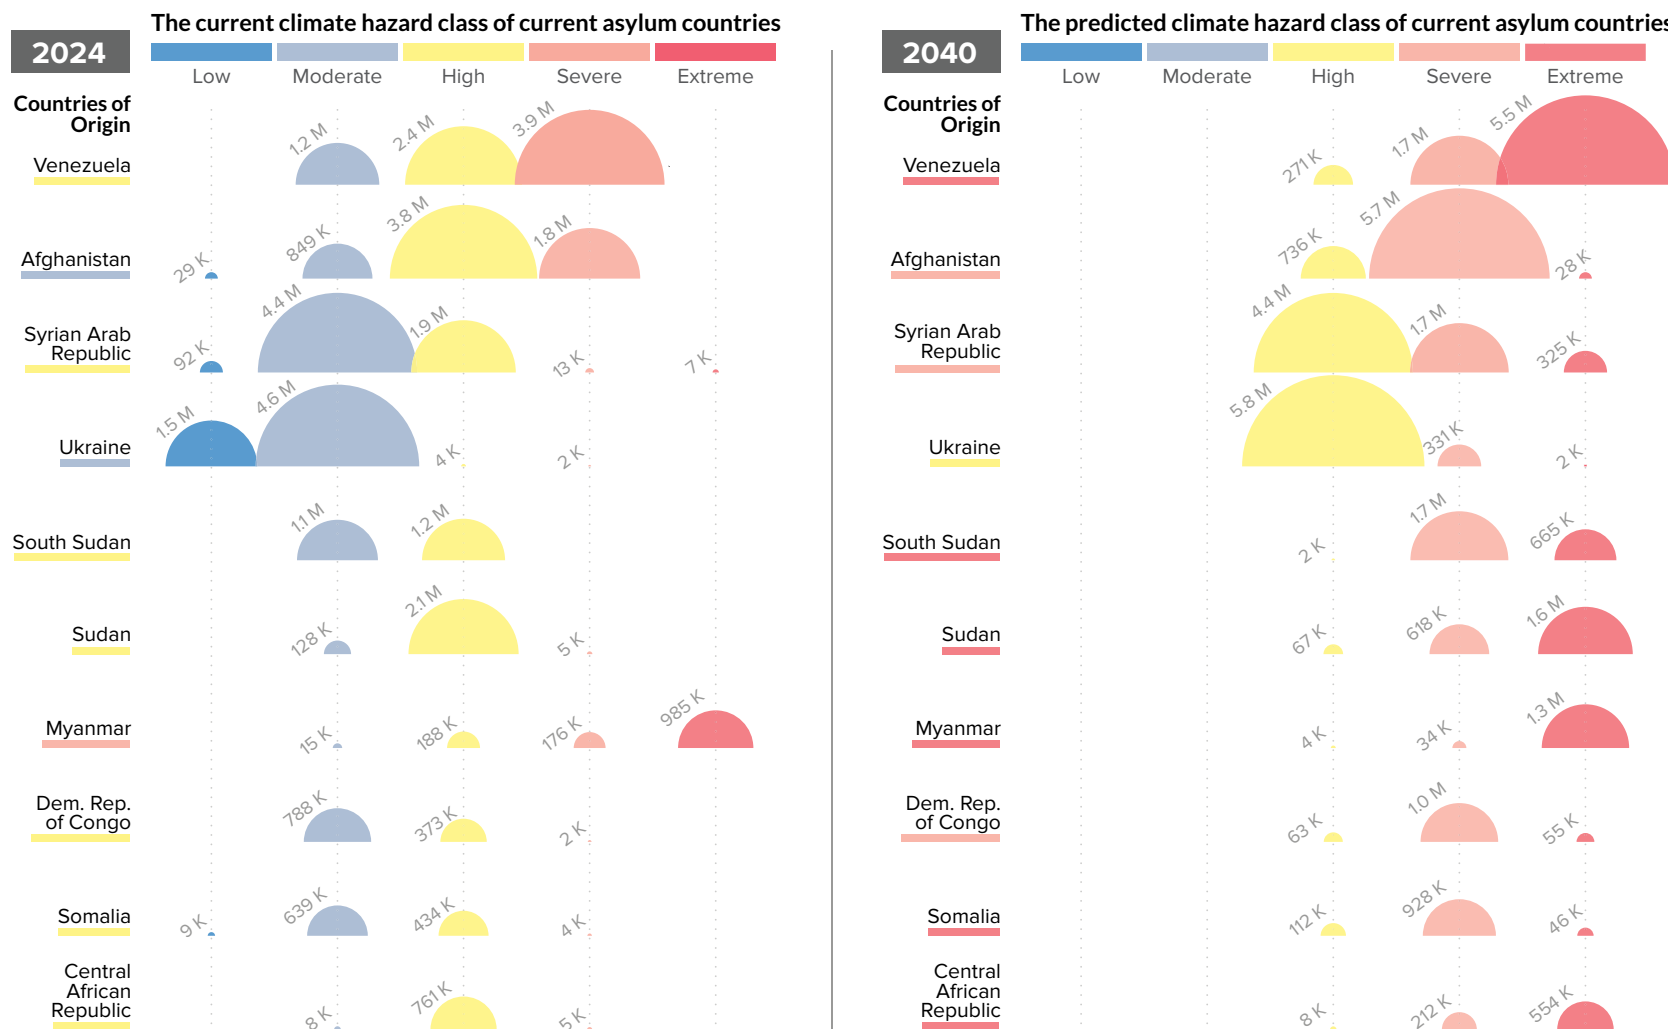 The current climate hazard class of current asylum countries
2024
Low Moderate High Severe Extreme
Countries of
Origin
Venezuela
1.2 M 2.4 M 3.9 M
Afghanistan
29 K 849 K 3.8 M 1.8 M
Syrian Arab
Republic
92 K 4.4 M 1.9 M 13 K 7 K
Ukraine
1.5 M 4.6 M 4 K 2 K
South Sudan
1.1 M 1.2 M
Sudan
128 K 2.1 M 5 K
Myanmar
15 K 188 K 176 K 985 K
Dem. Rep.
of Congo
788 K 373 K 2 K
Somalia
9 K 639 K 434 K 4 K
Central
African
Republic
8 K 761 K 5 K
The predicted climate hazard class of current asylum countries
2040
Low Moderate High Severe Extreme
Countries of
Origin
Venezuela
271 K 1.7 M 5.5 M
Afghanistan
736 K 5.7 M 28 K
Syrian Arab
Republic
4.4 M 1.7 M 325 K
Ukraine
5.8 M 331 K 2 K
South Sudan
2 K 1.7 M 665 K
Sudan
67 K 618 K 1.6 M
Myanmar
4 K 34 K 1.3 M
Dem. Rep.
of Congo
63 K 1.0 M 55 K
Somalia
112 K 928 K 46 K
Central
African
Republic
8 K 212 K 554 K